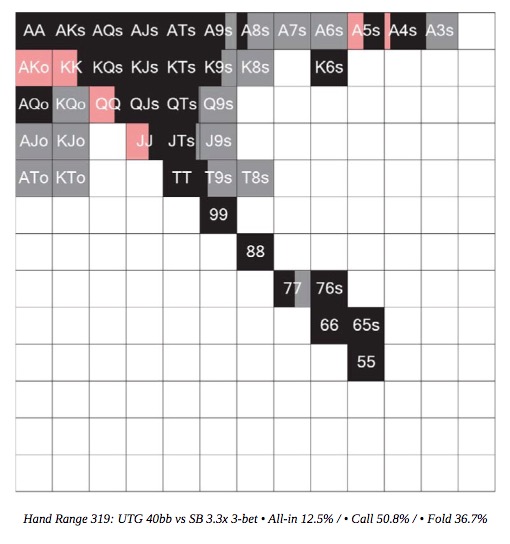 AA AKs AQs AJs ATs A9s A8s A7s A6s A5s A4s A3s
AKo KK KQs KJs KTs K9s K8s K6s
AQo KQo QQ QJs QTs Q9s
AJo KJo JJ JTs J9s
ATo KTo TT T9s T8s
99
88
77 76s
66 65s
55
Hand Range 319: UTG 40bb vs SB 3.3x 3-bet • All-in 12.5% / • Call 50.8% / • Fold 36.7%